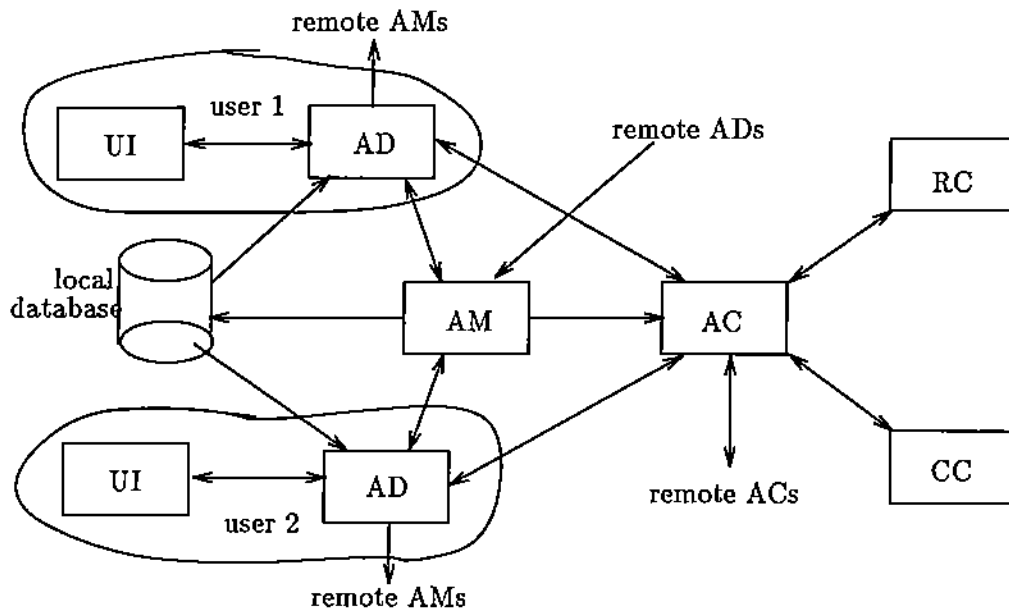 remote AMs
user 1
UI
AD
remote ADs
RC
local
database
AM
AC
UI
AD
user 2
remote ACs
CC
remote AMs